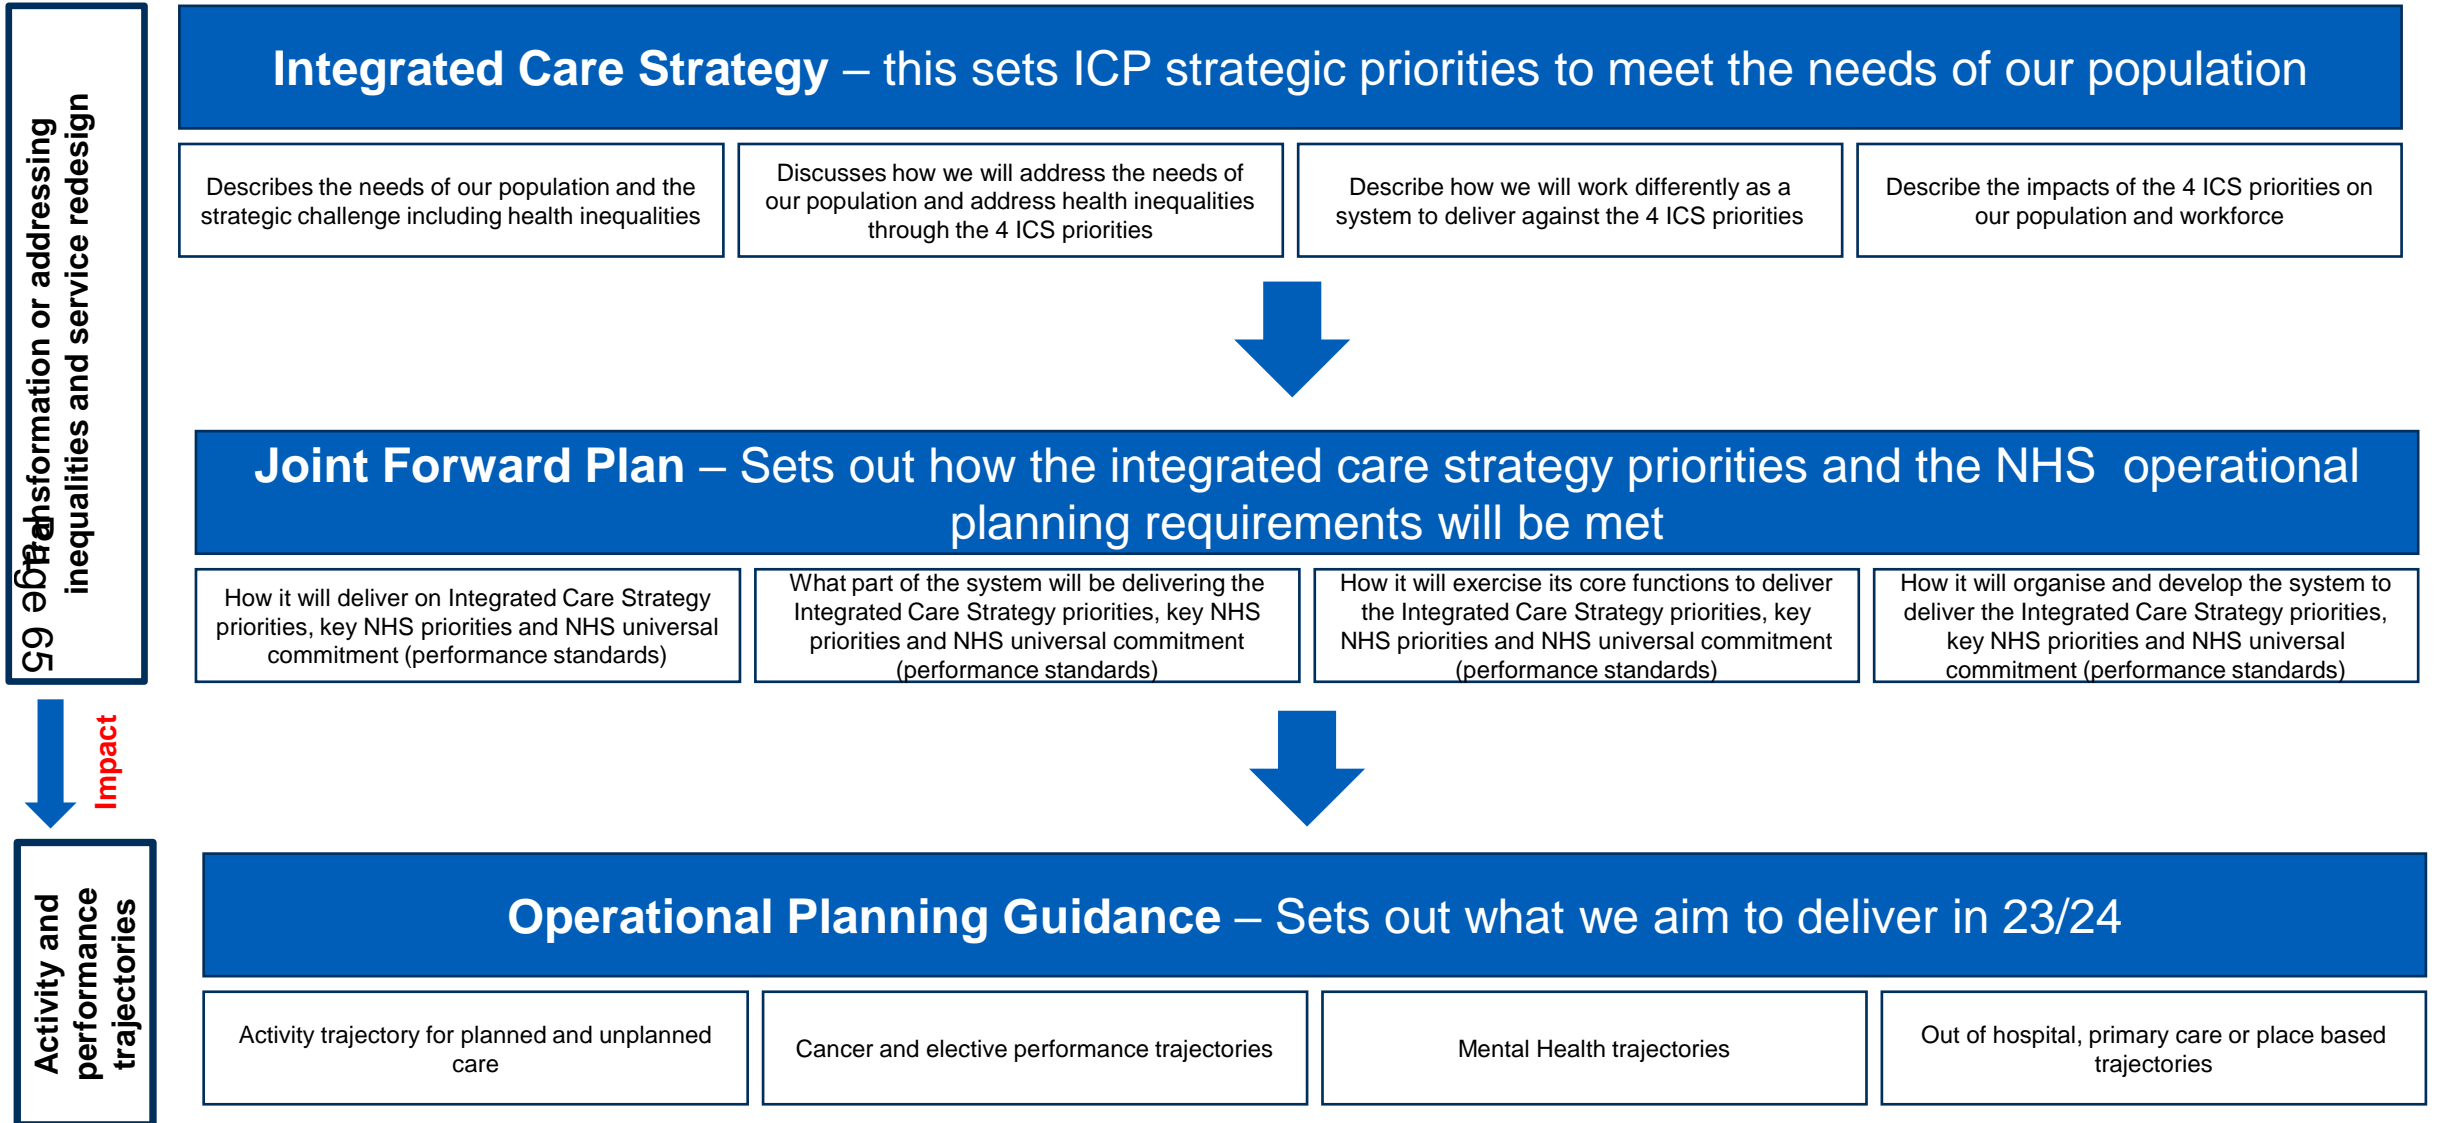 Transformation or addressing
inequalities and service redesign
Page 65
Integrated Care Strategy – this sets ICP strategic priorities to meet the needs of our population
Describes the needs of our population and the
strategic challenge including health inequalities
Discusses how we will address the needs of
our population and address health inequalities
through the 4 ICS priorities
Describe how we will work differently as a
system to deliver against the 4 ICS priorities
Describe the impacts of the 4 ICS priorities on
our population and workforce
Joint Forward Plan – Sets out how the integrated care strategy priorities and the NHS operational
planning requirements will be met
How it will deliver on Integrated Care Strategy
priorities, key NHS priorities and NHS universal
commitment (performance standards)
What part of the system will be delivering the
Integrated Care Strategy priorities, key NHS
priorities and NHS universal commitment
(performance standards)
How it will exercise its core functions to deliver
the Integrated Care Strategy priorities, key
NHS priorities and NHS universal commitment
(performance standards)
How it will organise and develop the system to
deliver the Integrated Care Strategy priorities,
key NHS priorities and NHS universal
commitment (performance standards)
Impact
Activity and
performance
trajectories
Operational Planning Guidance – Sets out what we aim to deliver in 23/24
Activity trajectory for planned and unplanned
care
Cancer and elective performance trajectories
Mental Health trajectories
Out of hospital, primary care or place based
trajectories